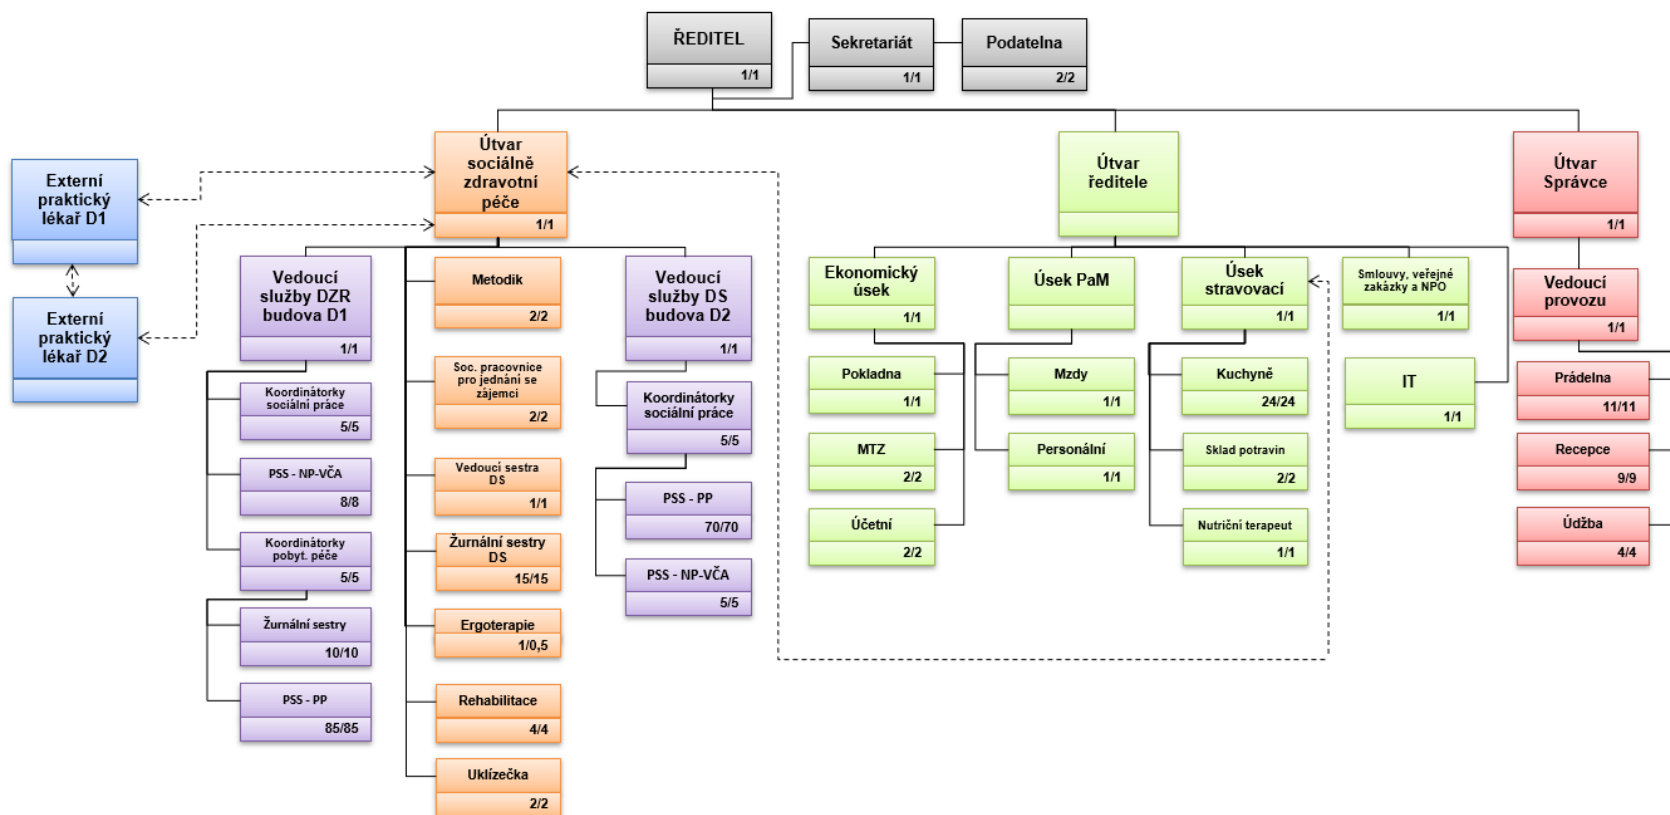 ŘEDITEL
1/1
Sekretariát
1/1
Podatelna
2/2
Externí
praktický
lékař D1
Externí
praktický
lékař D2
Útvar
sociálně
zdravotní
péče
1/1
Útvar
ředitele
Útvar
Správce
1/1
Vedoucí
služby DZR
budova D1
1/1
Koordinátorky
sociální práce
5/5
PSS - NP-VČA
8/8
Koordinátorky
pobyt. péče
5/5
Žurnální sestry
10/10
PSS - PP
85/85
Metodik
2/2
Soc. pracovnice
pro jednání se
zájemci
2/2
Vedoucí sestra
DS
1/1
Žurnální sestry
DS
15/15
Ergoterapie
1/0,5
Rehabilitace
4/4
Uklízečka
2/2
Vedoucí
služby DS
budova D2
1/1
Koordinátorky
sociální práce
5/5
PSS - PP
70/70
PSS - NP-VČA
5/5
Ekonomický
úsek
1/1
Pokladna
1/1
MTZ
2/2
Účetní
2/2
Úsek PaM
Mzdy
1/1
Personální
1/1
Úsek
stravovací
1/1
Kuchyně
24/24
Sklad potravin
2/2
Nutriční terapeut
1/1
Smlouvy, veřejné
zakázky a NPO
1/1
IT
1/1
Vedoucí
provozu
1/1
Prádelna
11/11
Recepce
9/9
Údžba
4/4